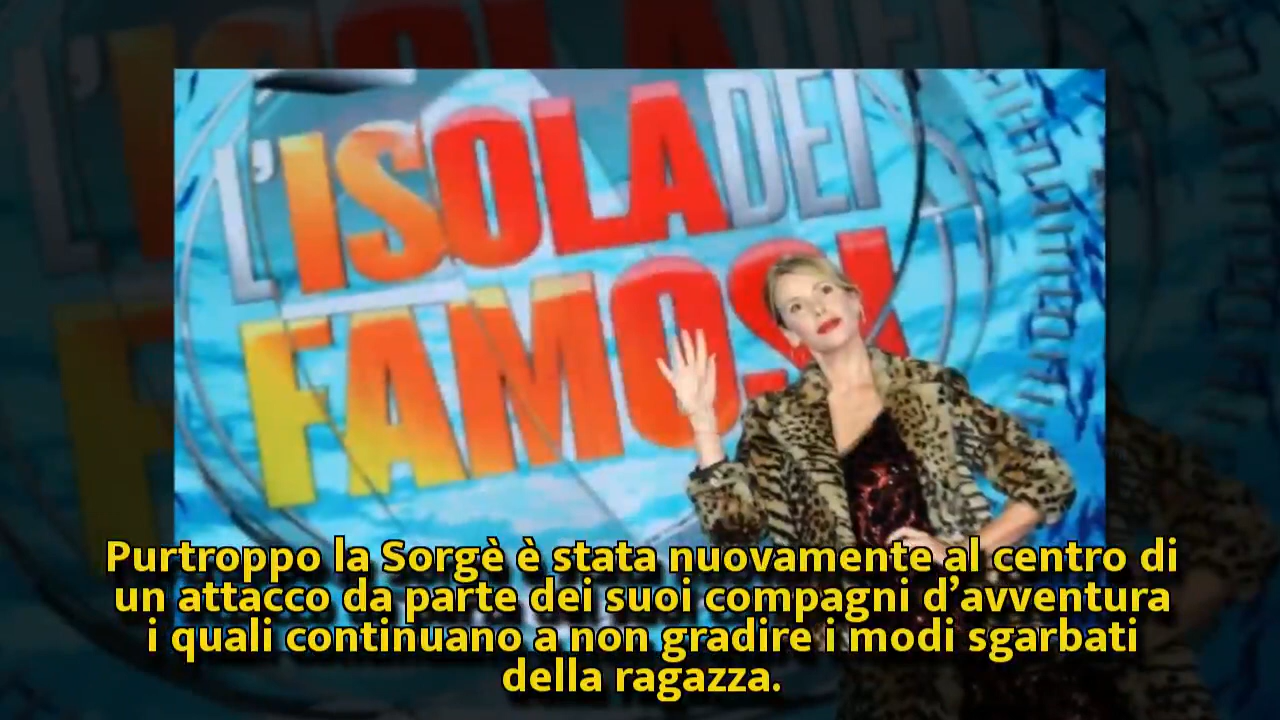 L'ISOLA DEI
FAMOSI
Purtroppo la Sorgè è stata nuovamente al centro di
un attacco da parte dei suoi compagni d'avventura
i quali continuano a non gradire i modi sgarbati
della ragazza.